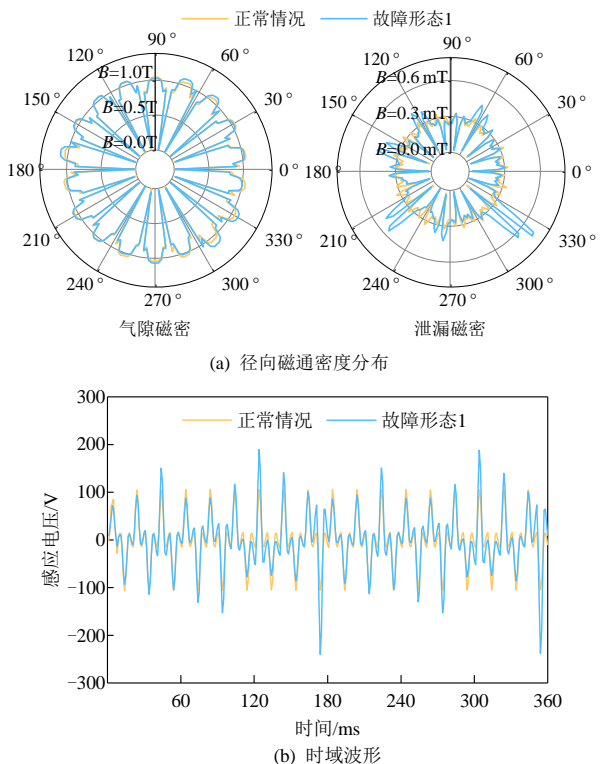 正常情况 故障形态1
90° 90°
120° 60° 120° 60°
B=1.0T B=0.6 mT
150° 30° 150° 30°
B=0.5T B=0.3 mT
B=0.0T B=0.0 mT
180° 0° 180° 0°
210° 330° 210° 330°
240° 300° 240° 300°
270° 270°
气隙磁密 泄漏磁密
(a) 径向磁通密度分布
300
正常情况 故障形态1
200
100
0
−100
−200
−300
感应电压/V
60 120 180 240 300 360
时间/ms
(b) 时域波形